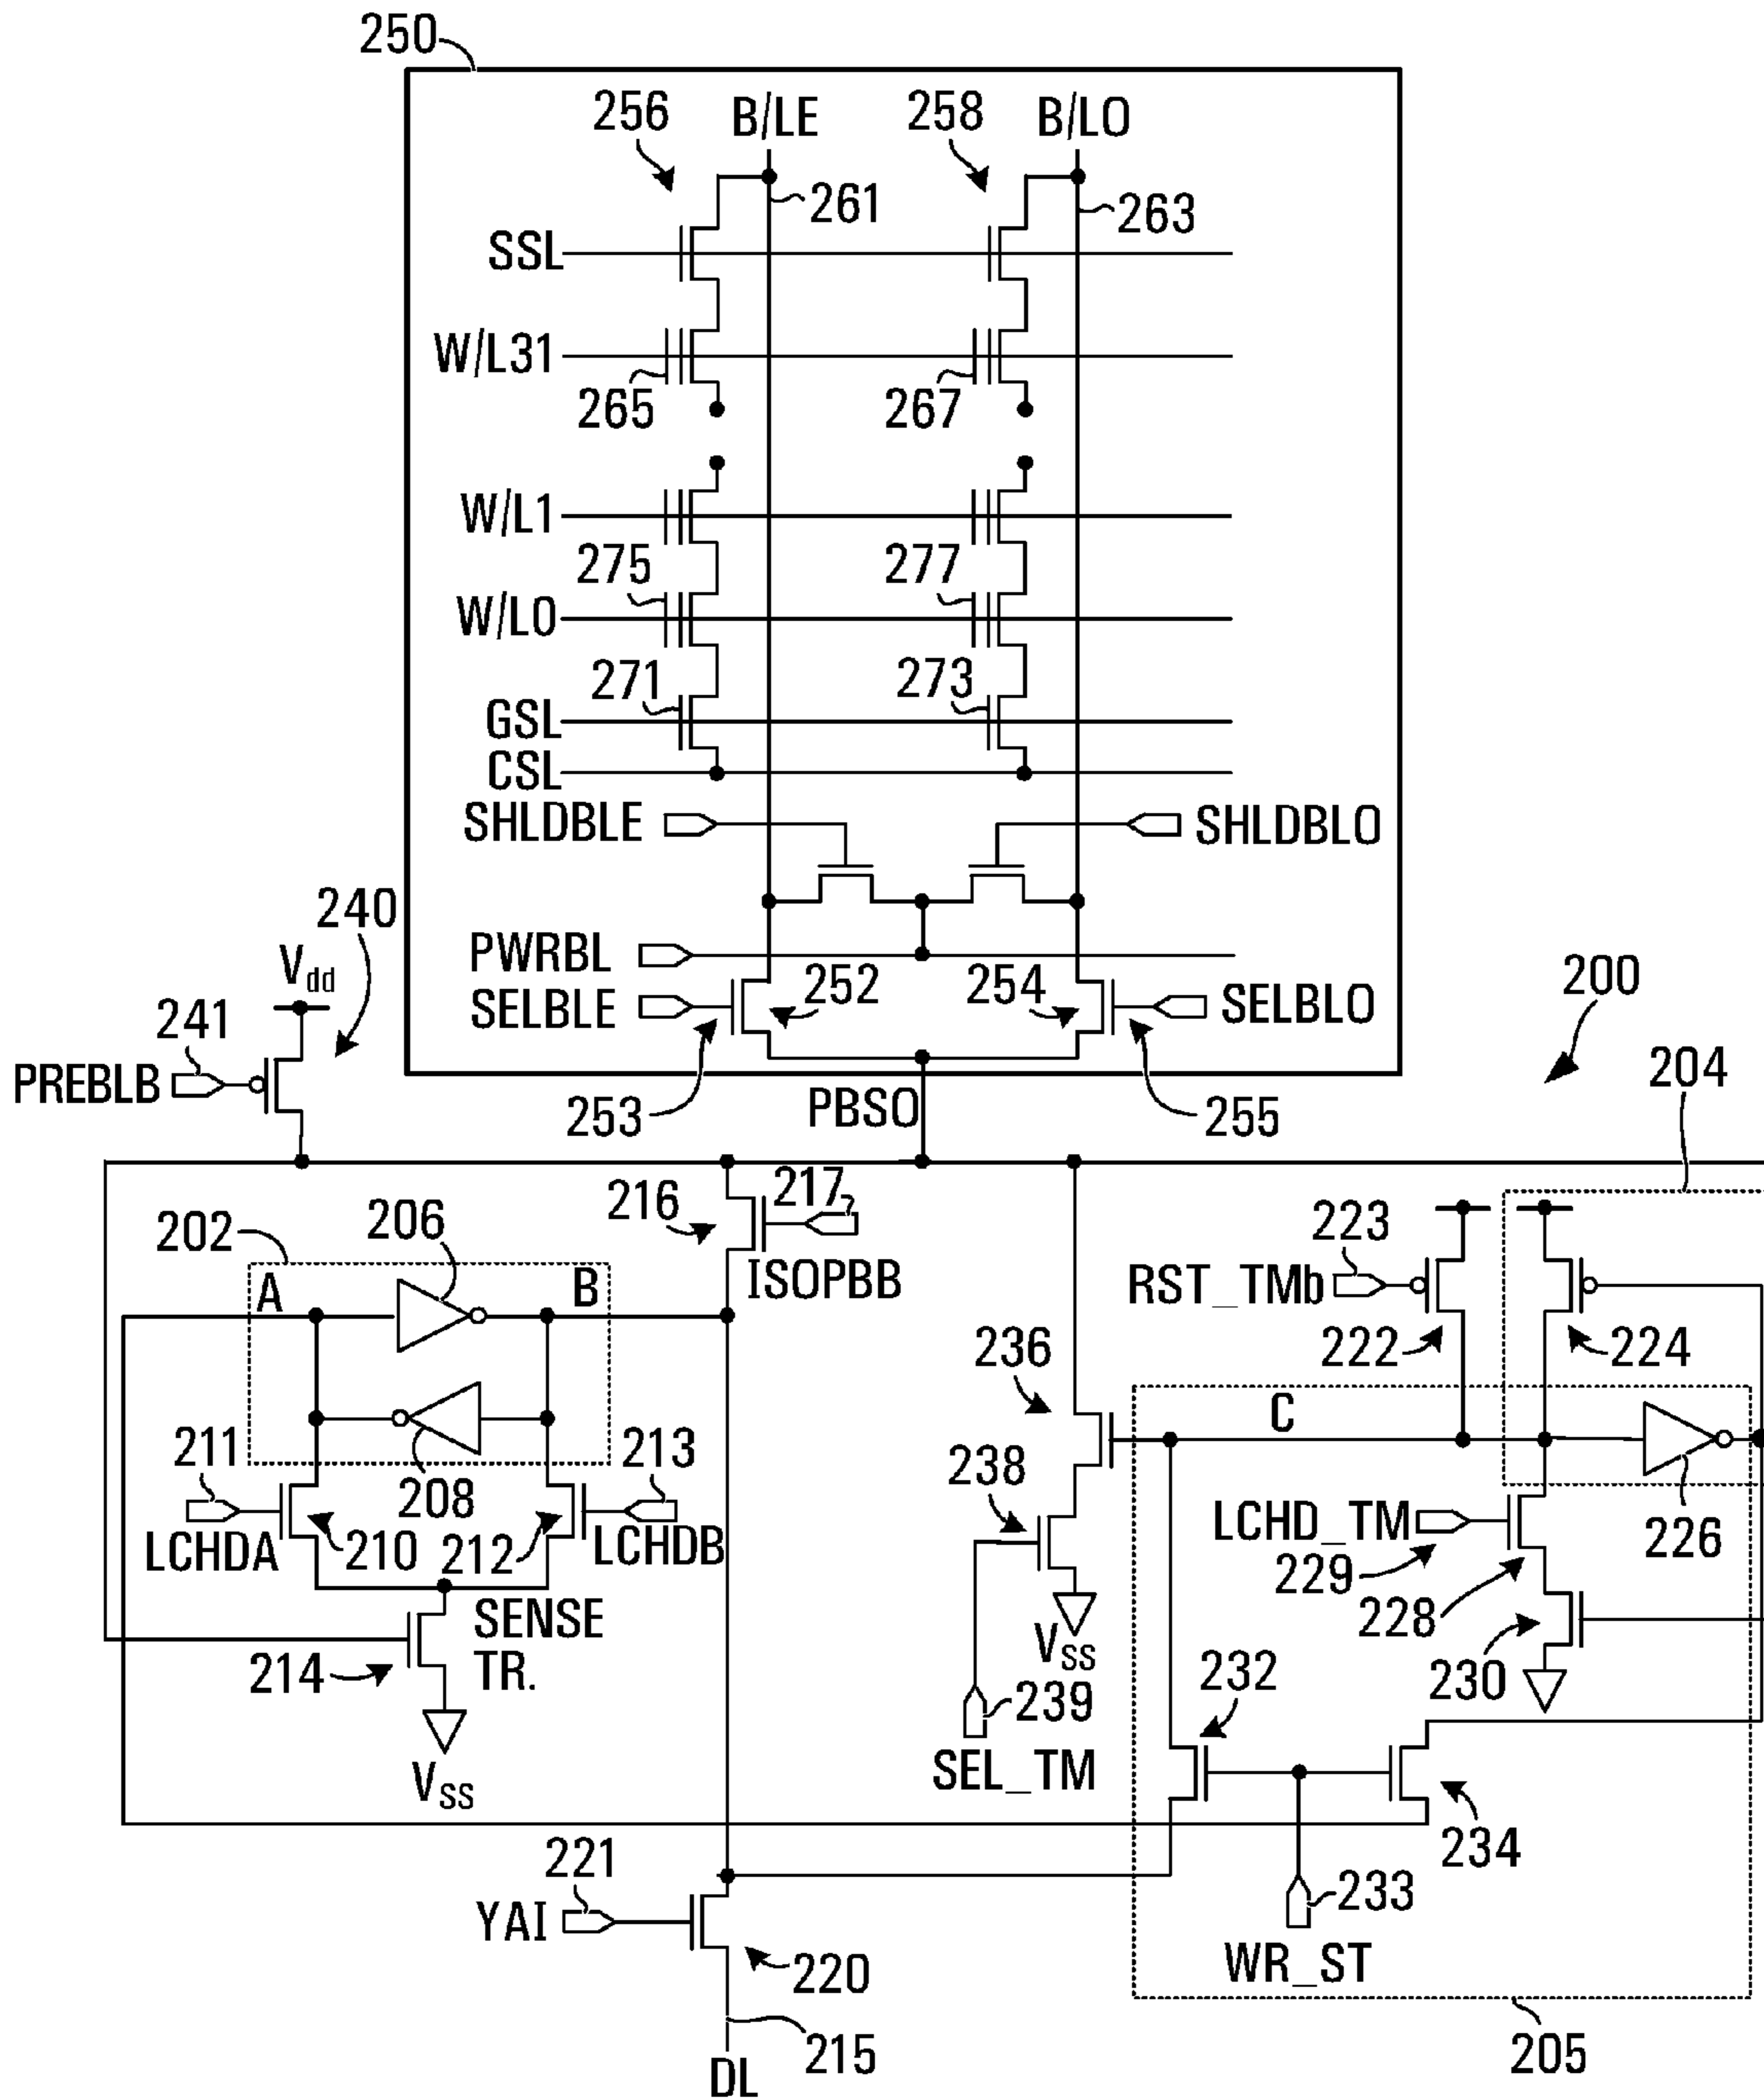 250
256
B/LE
258
B/LO
261
263
SSL
W/L31
265
267
W/L1
275
277
W/L0
271
273
GSL
CSL
SHLDBLE
SHLDBLO
240
PWRBL
Vdd
252
254
200
SELBLE
SELBLO
241
204
PREBLB
253
PBSO
255
216
217
202
206
223
A
B
ISOPBB
RST_TMb
236
222
224
C
211
213
238
208
LCHD_TM
LCHDA
210
212
LCHDB
229
226
SENSE
TR.
228
VSS
214
232
230
239
VSS
SEL_TM
234
221
233
YAI
220
WR_ST
215
205
DL